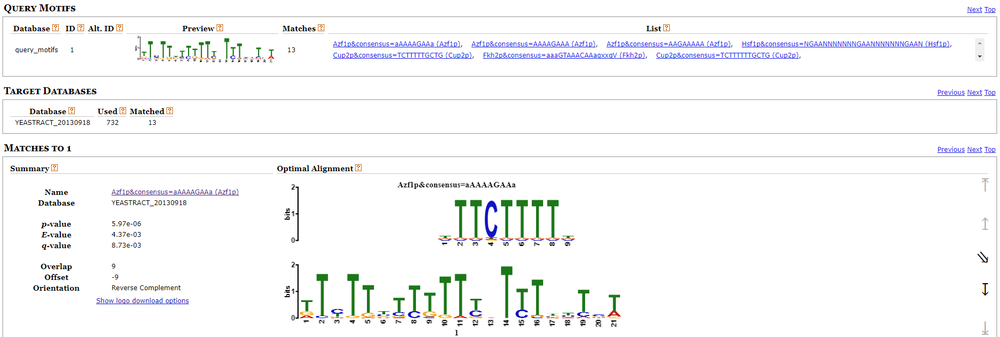 QUERY MOTIFS
Next Top
Database ? ID ? Alt. ID ? Preview ? Matches ? List ?
query_motifs 1 13 Azf1p&consensus=aAAAAGAAa (Azf1p), Azf1p&consensus=AAAAGAAA (Azf1p), Azf1p&consensus=AAGAAAAA (Azf1p), Hsf1p&consensus=NGAANNNNNNNGAANNNNNNNGAAN (Hsf1p),
Cup2p&consensus=TCTTTTTTGCTG (Cup2p), Fkh2p&consensus=aaaGTAAACAAaqxxqV (Fkh2p), Cup2p&consensus=TCTTTTTTGCTG (Cup2p),
TARGET DATABASES
Previous Next Top
Database ? Used ? Matched ?
YEASTRACT_20130918 732 13
MATCHES TO 1
Previous Next Top
Summary ? Optimal Alignment ?
Name Azf1p&consensus=aAAAAGAAa (Azf1p)
Database YEASTRACT_20130918
p-value 5.97e-06
E-value 4.37e-03
q-value 8.73e-03
Overlap 9
Offset -9
Orientation Reverse Complement
Show logo download options
Azf1p&consensus=aAAAAGAAa
2
1
0
bits
TTCTTTT
1 2 3 4 5 6 7 8 9
2
1
0
bits
1 2 3 4 5 6 7 8 9 10 11 12 13 14 15 16 17 18 19 20 21
1